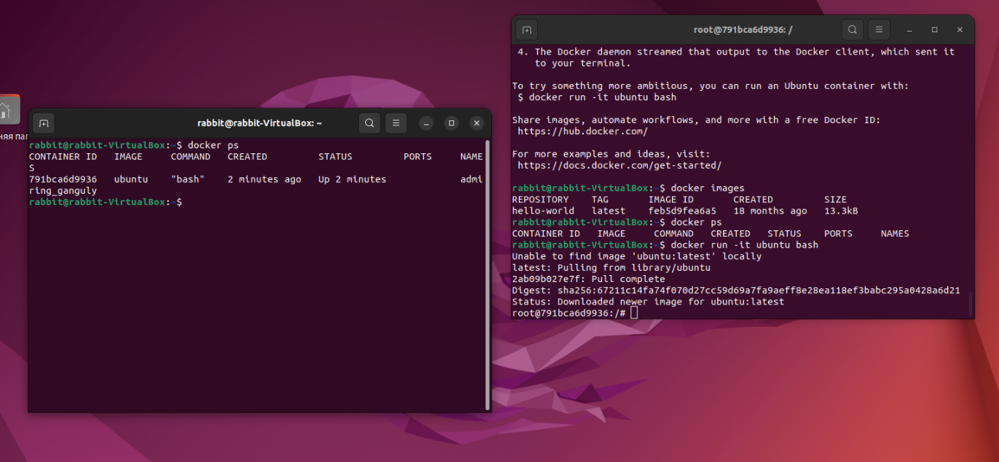 няя пап
rabbit@rabbit-VirtualBox: ~
rabbit@rabbit-VirtualBox:~$ docker ps
CONTAINER ID   IMAGE     COMMAND   CREATED         STATUS         PORTS     NAME
S
791bca6d9936   ubuntu    "bash"    2 minutes ago   Up 2 minutes             admi
ring_ganguly
rabbit@rabbit-VirtualBox:~$
root@791bca6d9936: /
 4. The Docker daemon streamed that output to the Docker client, which sent it
    to your terminal.
To try something more ambitious, you can run an Ubuntu container with:
 $ docker run -it ubuntu bash
Share images, automate workflows, and more with a free Docker ID:
 https://hub.docker.com/
For more examples and ideas, visit:
 https://docs.docker.com/get-started/
rabbit@rabbit-VirtualBox:~$ docker images
REPOSITORY    TAG       IMAGE ID       CREATED         SIZE
hello-world   latest    feb5d9fea6a5   18 months ago   13.3kB
rabbit@rabbit-VirtualBox:~$ docker ps
CONTAINER ID   IMAGE     COMMAND   CREATED   STATUS    PORTS     NAMES
rabbit@rabbit-VirtualBox:~$ docker run -it ubuntu bash
Unable to find image 'ubuntu:latest' locally
latest: Pulling from library/ubuntu
2ab09b027e7f: Pull complete
Digest: sha256:67211c14fa74f070d27cc59d69a7fa9aeff8e28ea118ef3babc295a0428a6d21
Status: Downloaded newer image for ubuntu:latest
root@791bca6d9936:/#